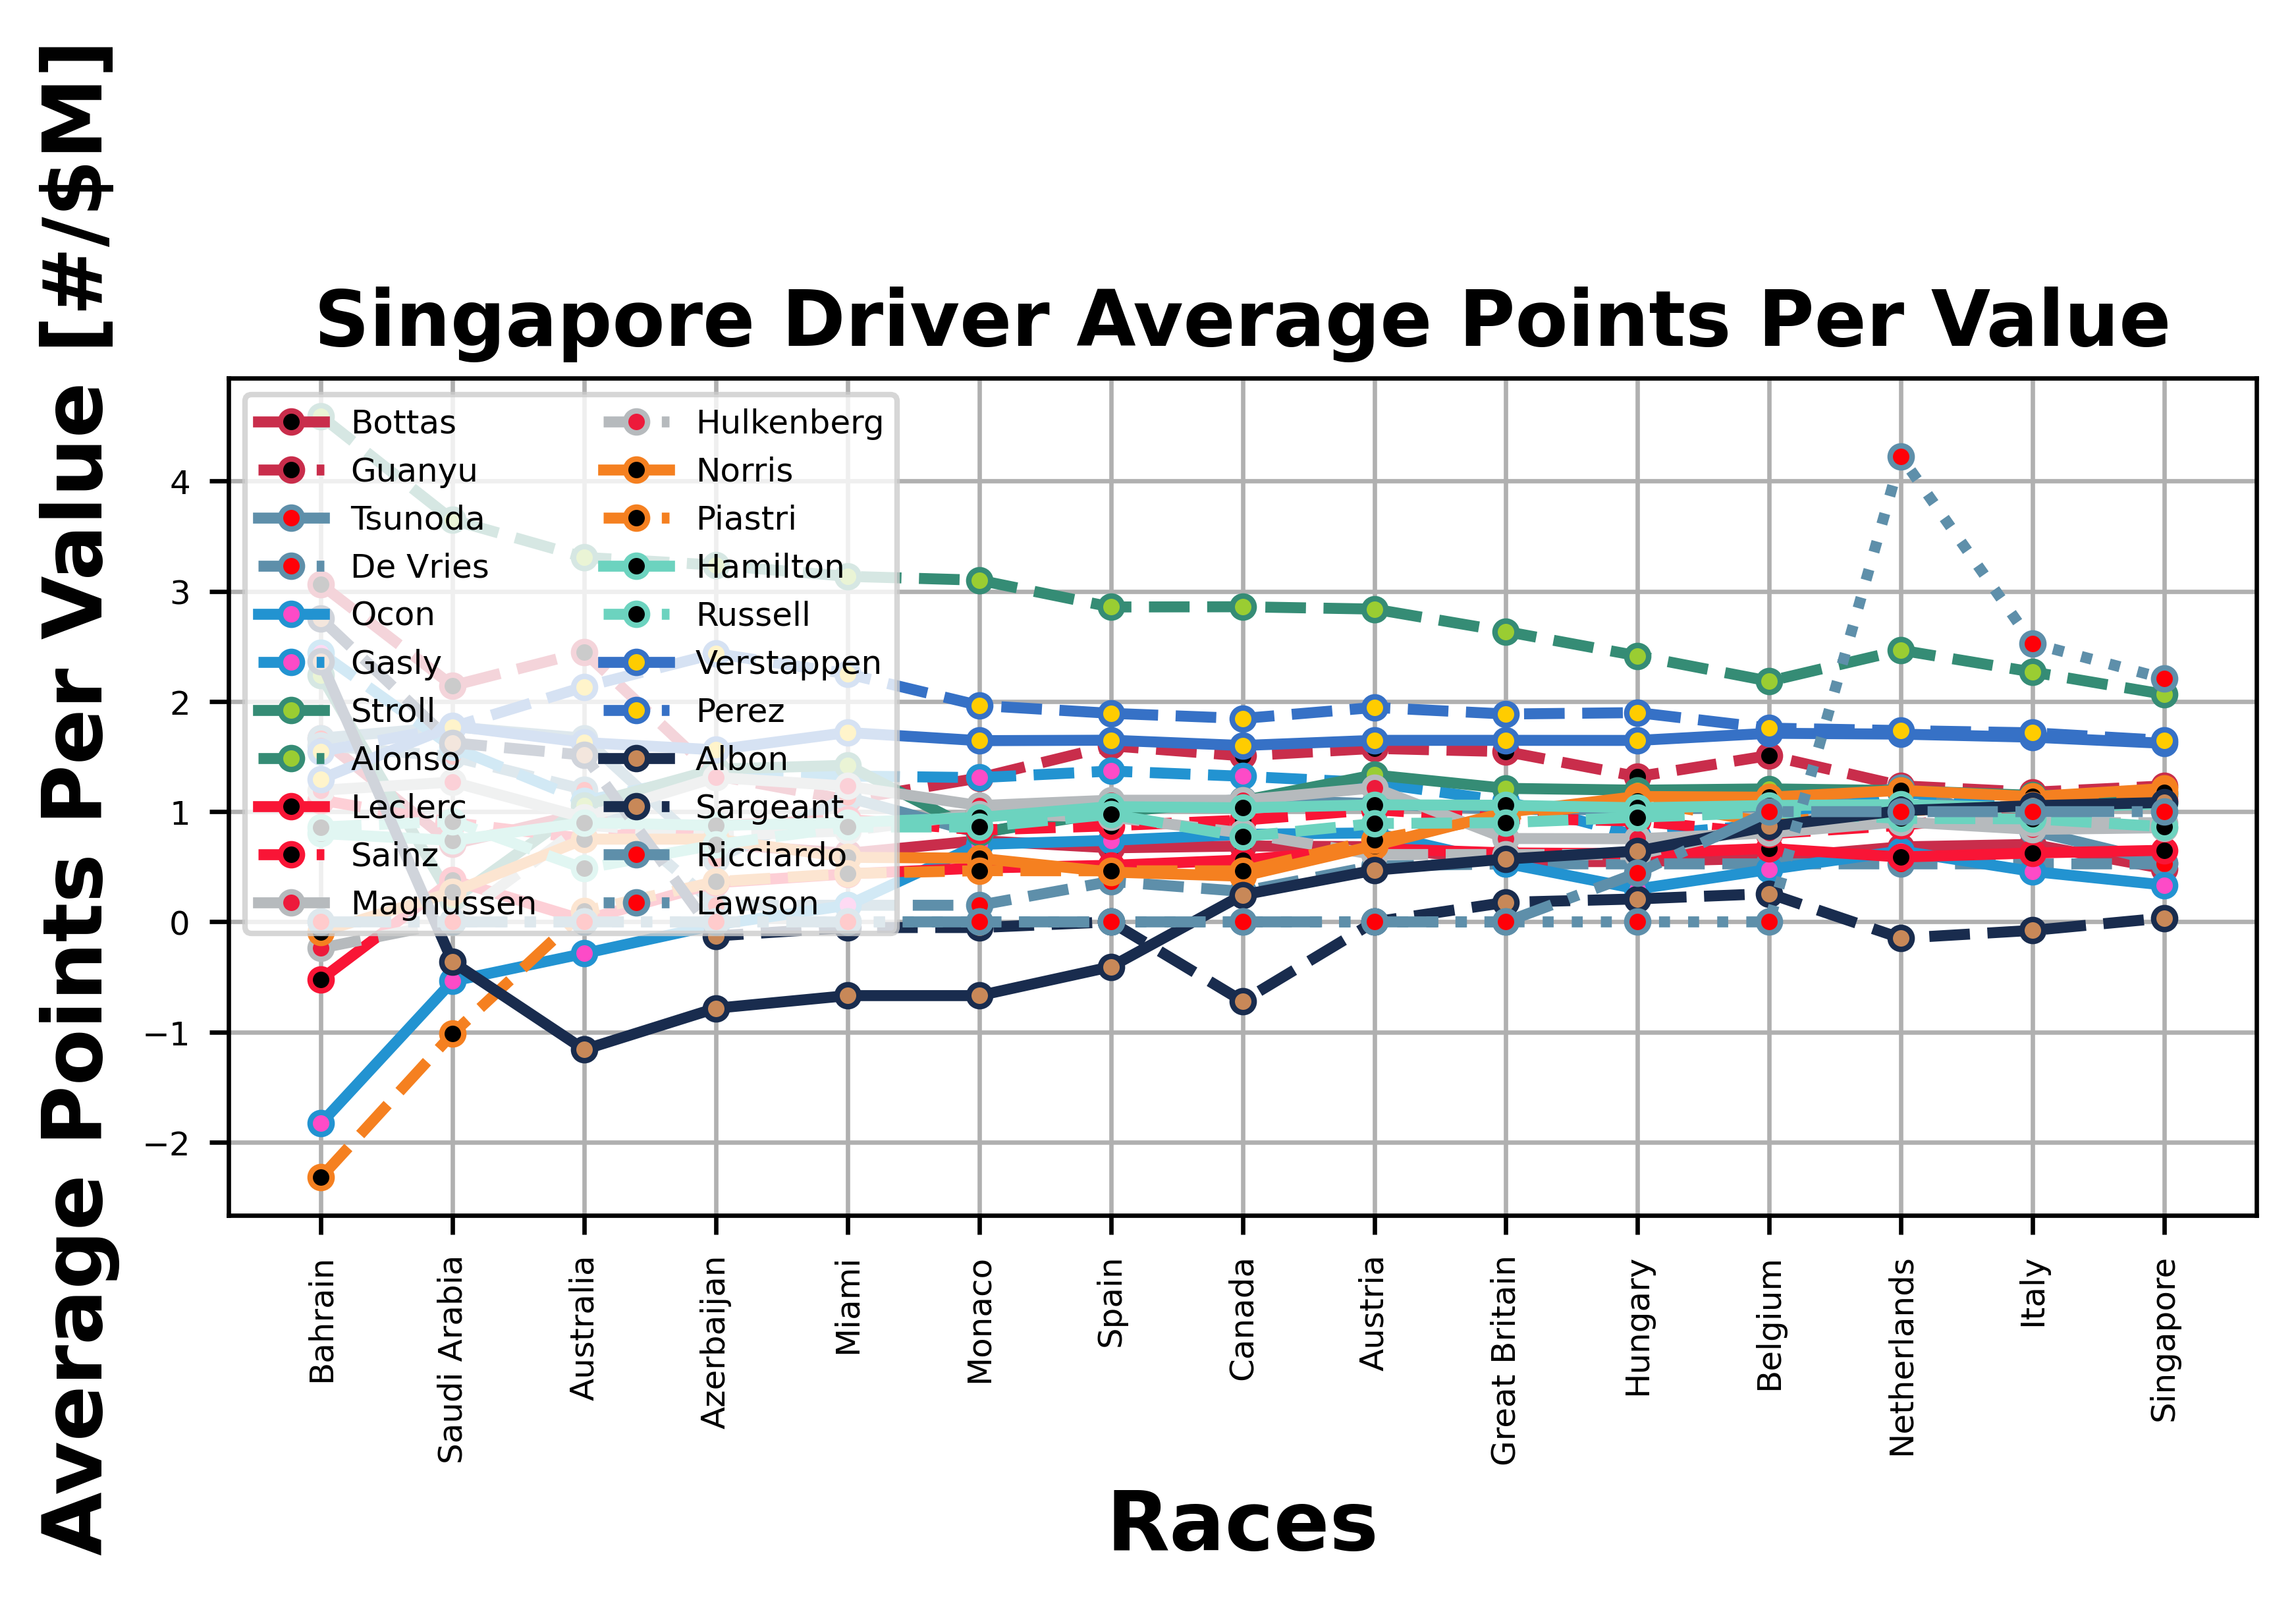 Singapore Driver Average Points Per Value
Average Points Per Value [#/$M]
4
3
2
1
0
−1
−2
Bottas
Guanyu
Tsunoda
De Vries
Ocon
Gasly
Stroll
Alonso
Leclerc
Sainz
Magnussen
Hulkenberg
Norris
Piastri
Hamilton
Russell
Verstappen
Perez
Albon
Sargeant
Ricciardo
Lawson
Bahrain
Saudi Arabia
Australia
Azerbaijan
Miami
Monaco
Spain
Canada
Austria
Great Britain
Hungary
Belgium
Netherlands
Italy
Singapore
Races